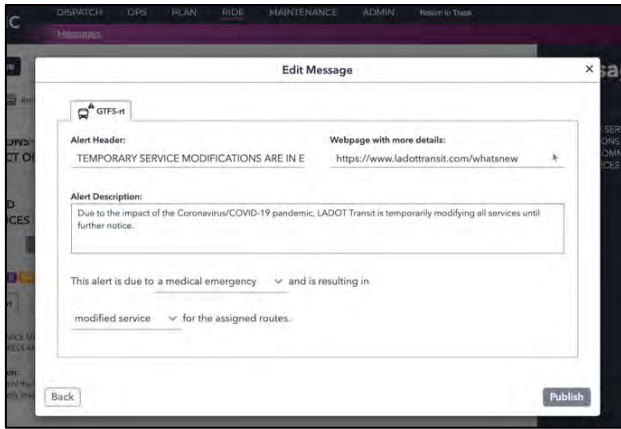 C
DISPATCH OPS PLAN RIDE MAINTENANCE ADMIN Return to Track
Messages
Edit Message ×
GTFS-rt
Alert Header: Webpage with more details:
TEMPORARY SERVICE MODIFICATIONS ARE IN E https://www.ladottransit.com/whatsnew
Alert Description:
Due to the impact of the Coronavirus/COVID-19 pandemic, LADOT Transit is temporarily modifying all services until
further notice.
This alert is due to a medical emergency and is resulting in
modified service for the assigned routes.
Back Publish